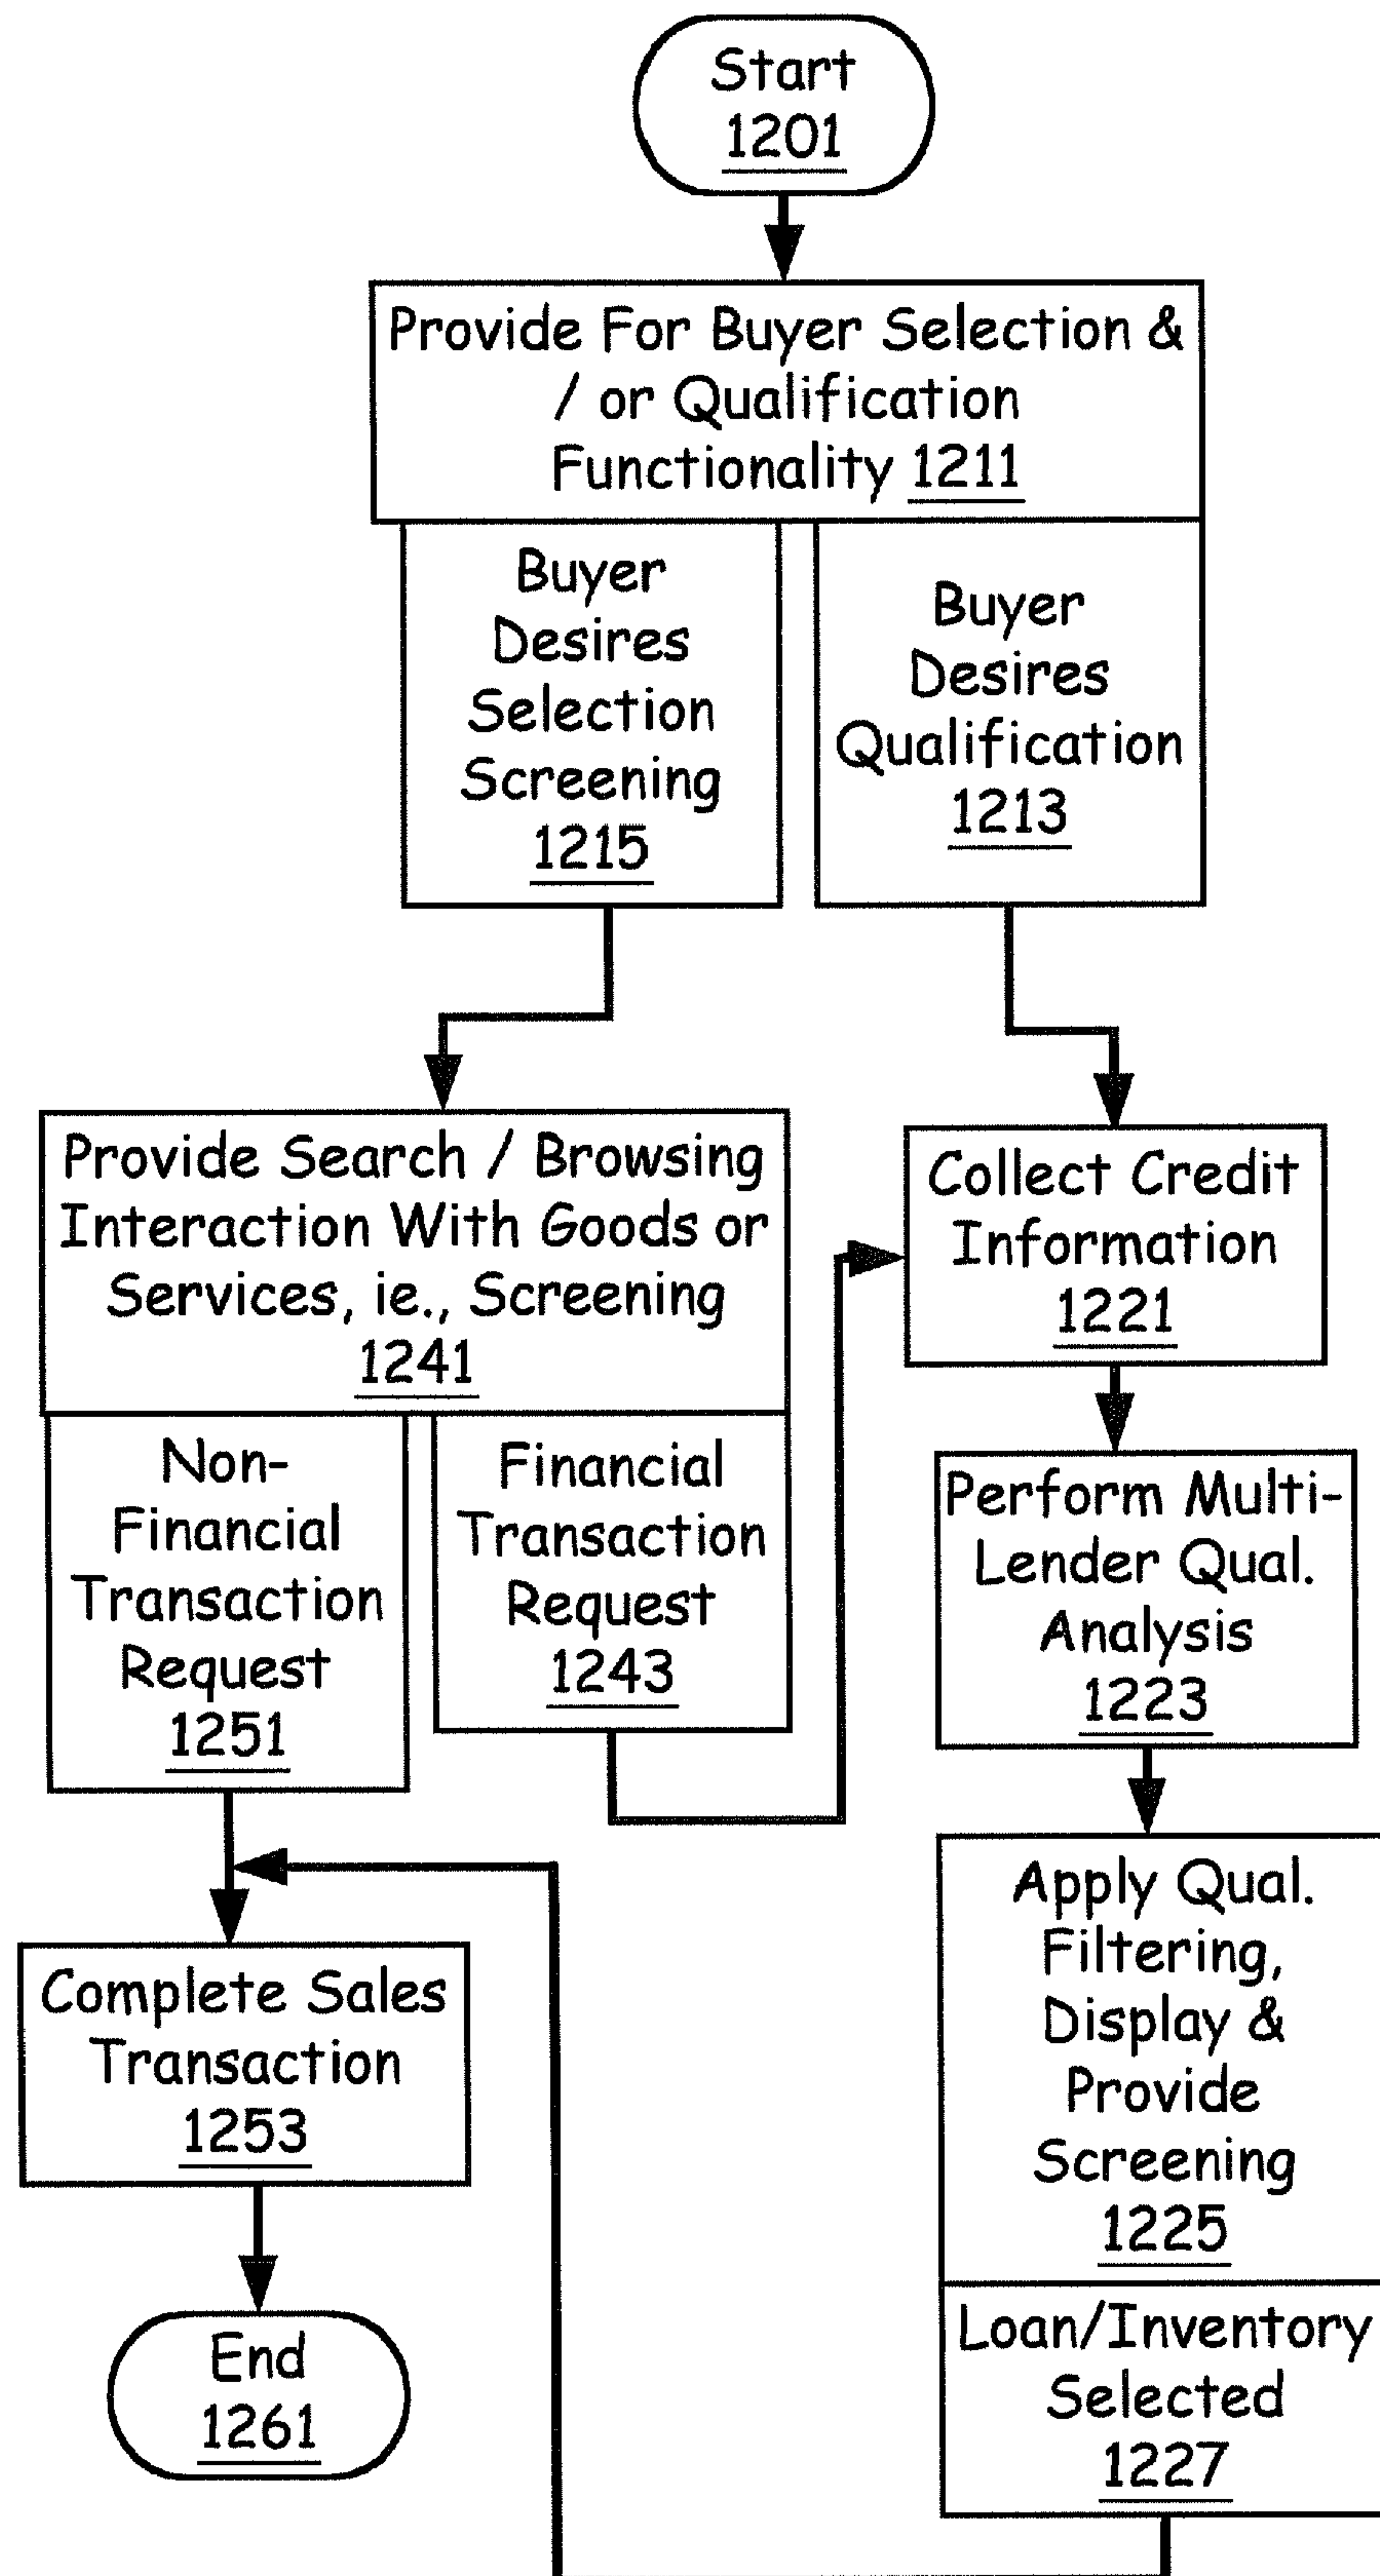 Start
1201
Provide For Buyer Selection &
/ or Qualification
Functionality 1211
Buyer
Desires
Selection
Screening
1215
Buyer
Desires
Qualification
1213
Provide Search / Browsing
Interaction With Goods or
Services, ie., Screening
1241
Non-
Financial
Transaction
Request
1251
Financial
Transaction
Request
1243
Collect Credit
Information
1221
Perform Multi-
Lender Qual.
Analysis
1223
Apply Qual.
Filtering,
Display &
Provide
Screening
1225
Loan/Inventory
Selected
1227
Complete Sales
Transaction
1253
End
1261